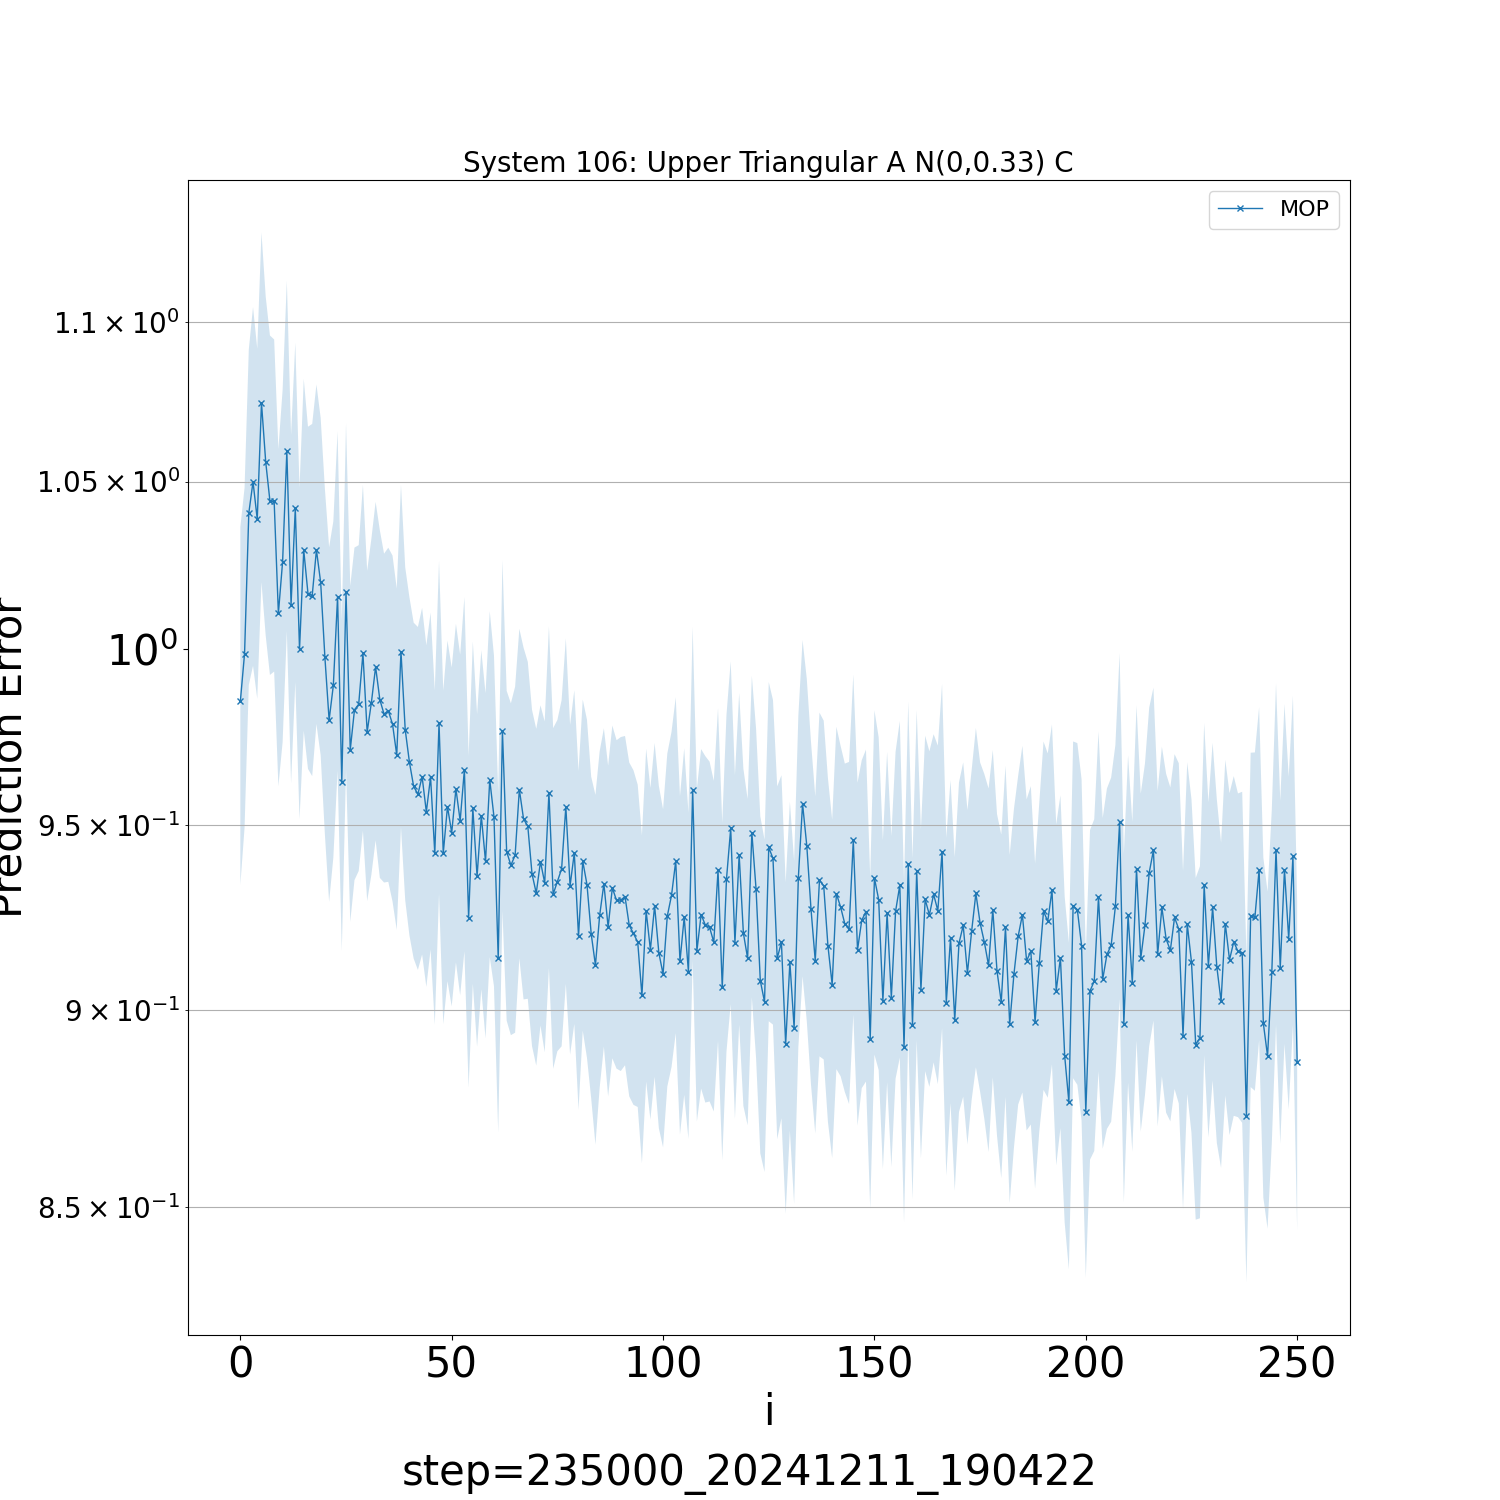 System 106: Upper Triangular A N(0,0.33) C
MOP
1.1 × 10⁰
1.05 × 10⁰
10⁰
9.5 × 10⁻¹
9 × 10⁻¹
8.5 × 10⁻¹
Prediction Error
0 50 100 150 200 250
i
step=235000_20241211_190422